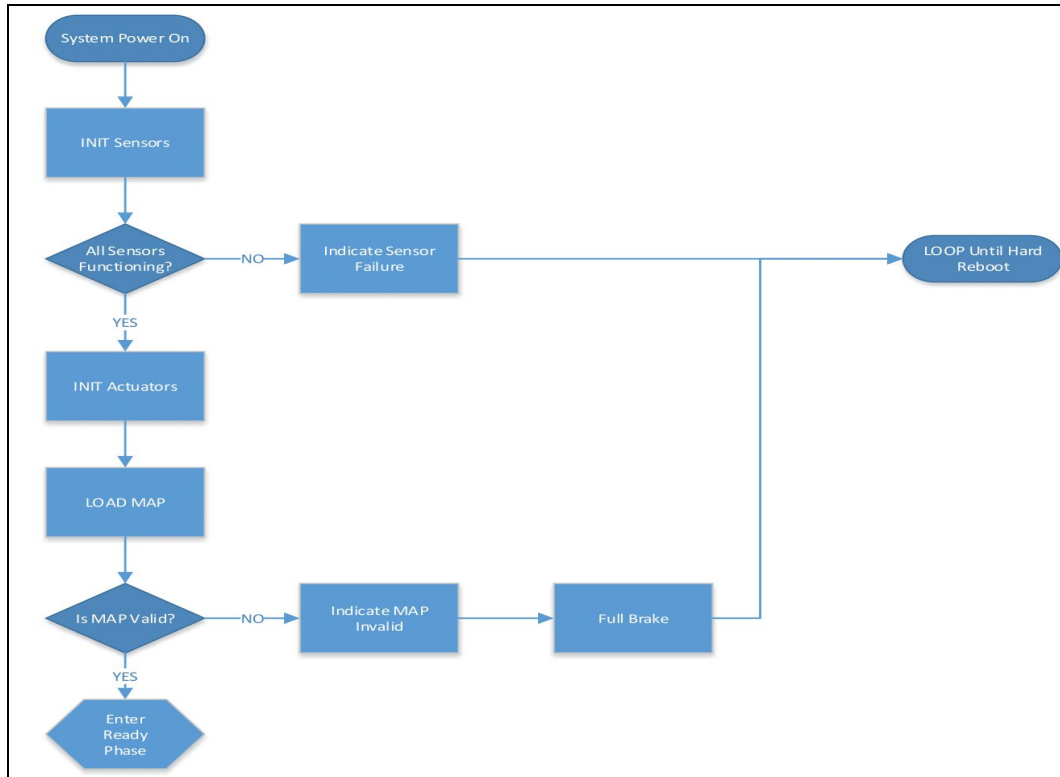 System Power On
INIT Sensors
All Sensors
Functioning?
NO
Indicate Sensor
Failure
LOOP Until Hard
Reboot
YES
INIT Actuators
LOAD MAP
Is MAP Valid?
NO
Indicate MAP
Invalid
Full Brake
YES
Enter
Ready
Phase